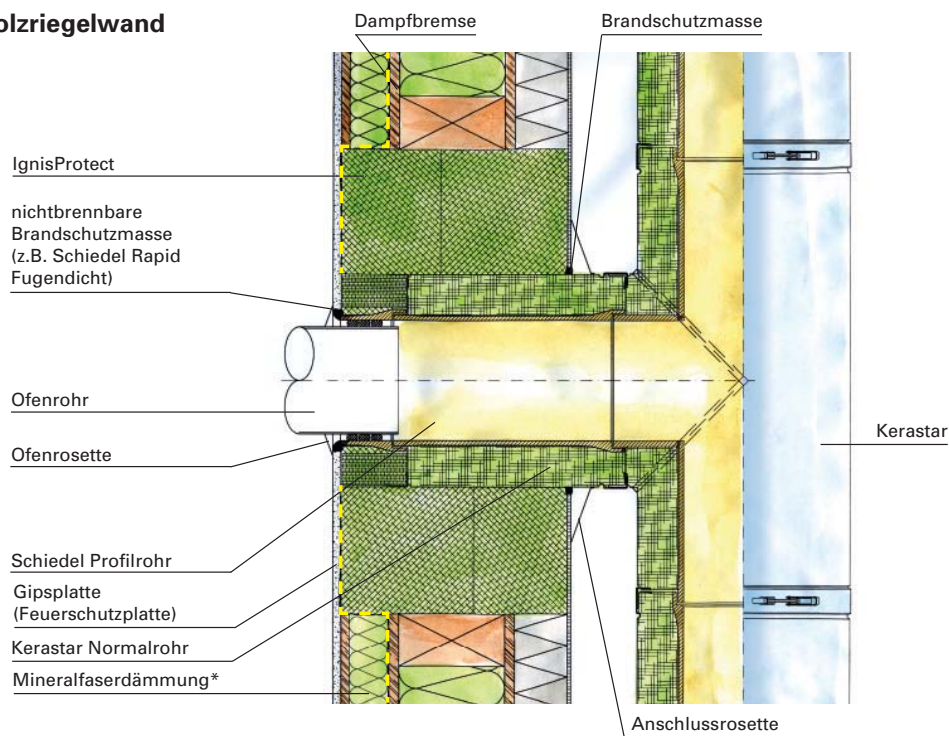 olzriegelwand
Dampfbremse
Brandschutzmasse
IgnisProtect
nichtbrennbare
Brandschutzmasse
(z.B. Schiedel Rapid
Fugendicht)
Ofenrohr
Kerastar
Ofenrosette
Schiedel Profilrohr
Gipsplatte
(Feuerschutzplatte)
Kerastar Normalrohr
Mineralfaserdämmung*
Anschlussrosette